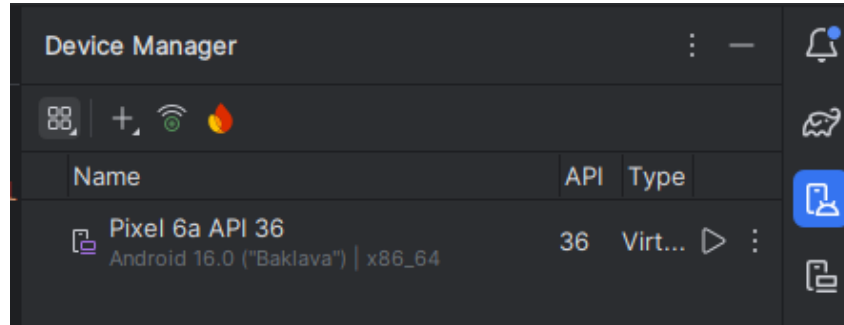 Device Manager
Name API Type
Pixel 6a API 36 36 Virt...
Android 16.0 ("Baklava") | x86_64